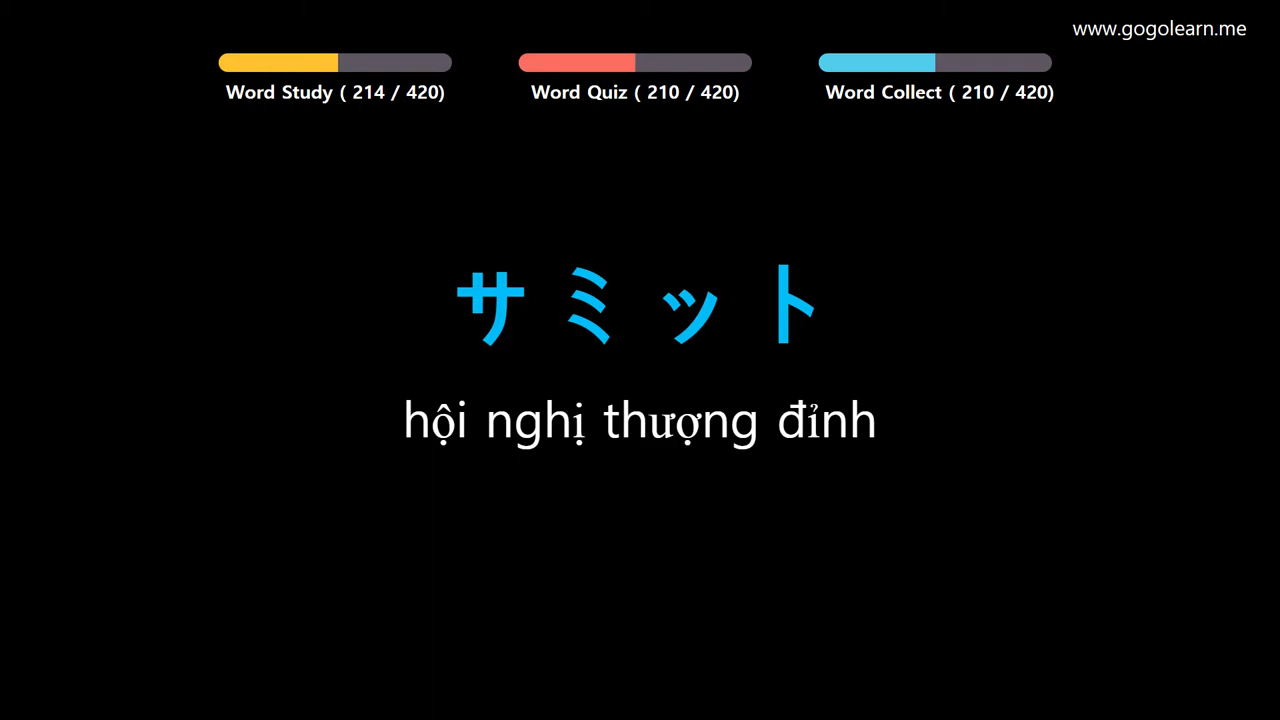 www.gogolearn.me
Word Study ( 214 / 420)
Word Quiz ( 210 / 420)
Word Collect ( 210 / 420)
サミット
hội nghị thượng đỉnh